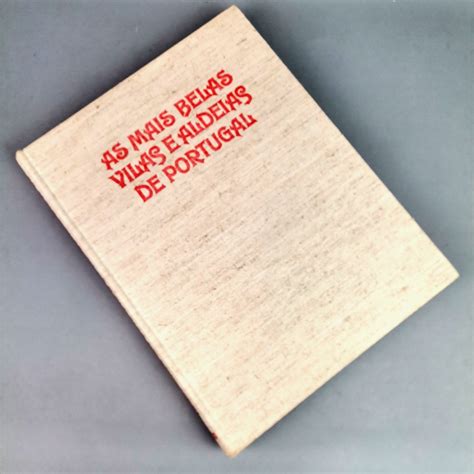 AS MAIS BELAS
VILAS E ALDEIAS
DE PORTUGAL